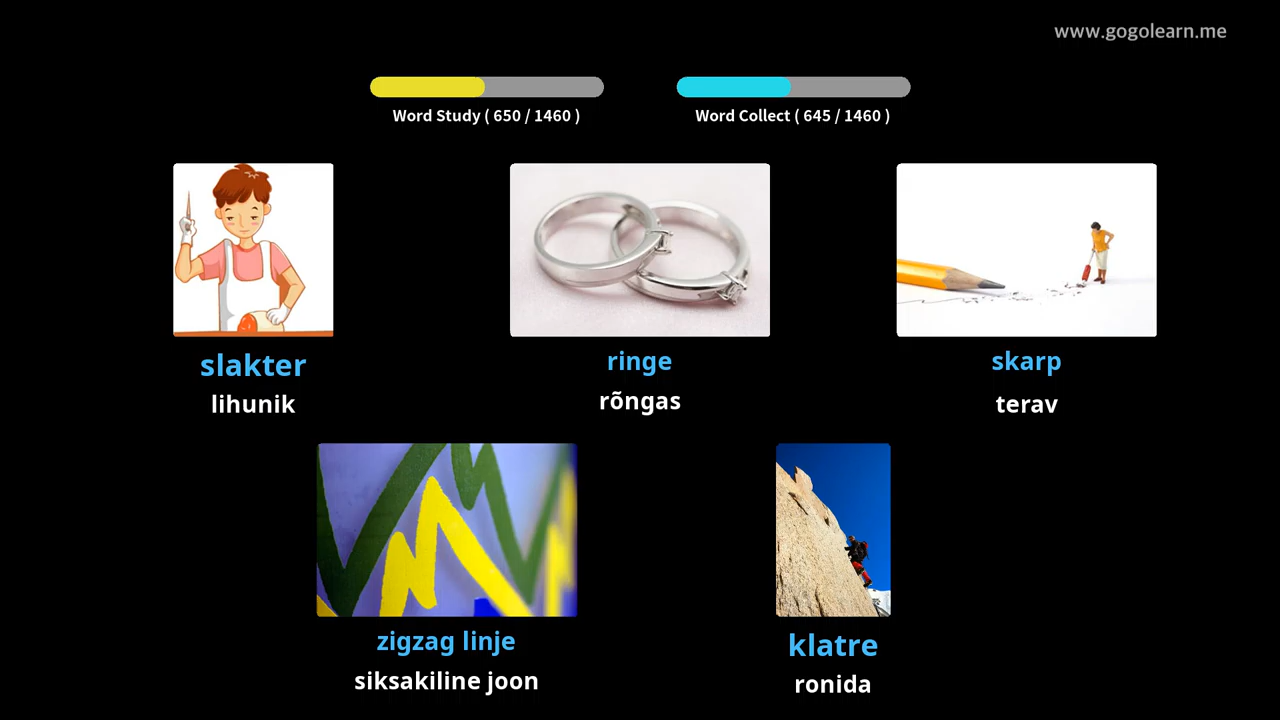 www.gogolearn.me
Word Study ( 650 / 1460 )
Word Collect ( 645 / 1460 )
slakter
lihunik
ringe
rõngas
skarp
terav
zigzag linje
siksakiline joon
klatre
ronida